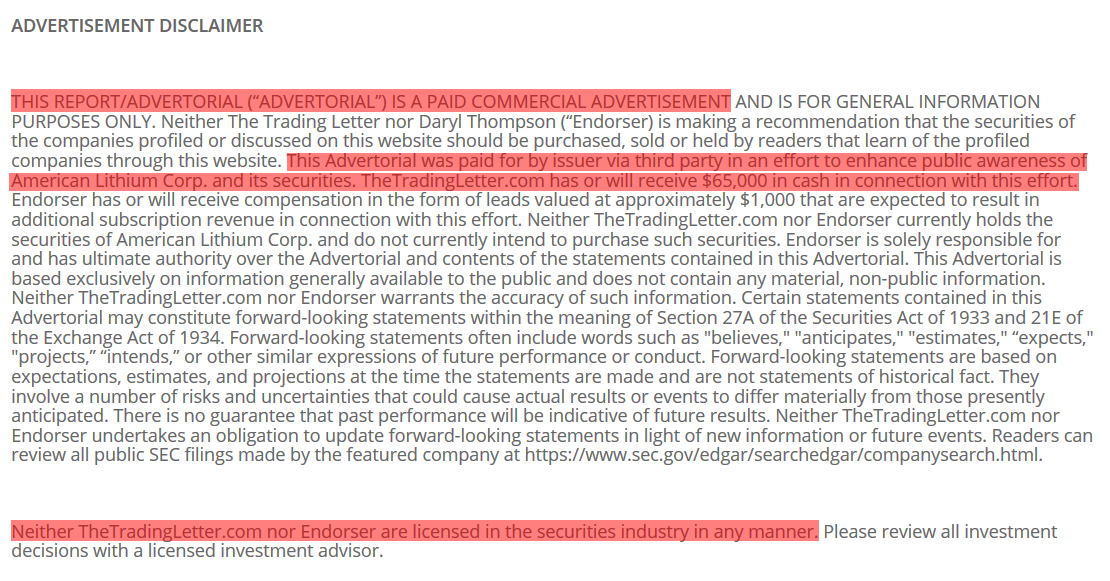 ADVERTISEMENT DISCLAIMER
THIS REPORT/ADVERTORIAL (“ADVERTORIAL”) IS A PAID COMMERCIAL ADVERTISEMENT AND IS FOR GENERAL INFORMATION
PURPOSES ONLY. Neither The Trading Letter nor Daryl Thompson (“Endorser) is making a recommendation that the securities of
the companies profiled or discussed on this website should be purchased, sold or held by readers that learn of the profiled
companies through this website. This Advertorial was paid for by issuer via third party in an effort to enhance public awareness of
American Lithium Corp. and its securities. TheTradingLetter.com has or will receive $65,000 in cash in connection with this effort.
Endorser has or will receive compensation in the form of leads valued at approximately $1,000 that are expected to result in
additional subscription revenue in connection with this effort. Neither TheTradingLetter.com nor Endorser currently holds the
securities of American Lithium Corp. and do not currently intend to purchase such securities. Endorser is solely responsible for
and has ultimate authority over the Advertorial and contents of the statements contained in this Advertorial. This Advertorial is
based exclusively on information generally available to the public and does not contain any material, non-public information.
Neither TheTradingLetter.com nor Endorser warrants the accuracy of such information. Certain statements contained in this
Advertorial may constitute forward-looking statements within the meaning of Section 27A of the Securities Act of 1933 and 21E of
the Exchange Act of 1934. Forward-looking statements often include words such as "believes," "anticipates," "estimates," “expects,"
"projects,” “intends,” or other similar expressions of future performance or conduct. Forward-looking statements are based on
expectations, estimates, and projections at the time the statements are made and are not statements of historical fact. They
involve a number of risks and uncertainties that could cause actual results or events to differ materially from those presently
anticipated. There is no guarantee that past performance will be indicative of future results. Neither TheTradingLetter.com nor
Endorser undertakes an obligation to update forward-looking statements in light of new information or future events. Readers can
review all public SEC filings made by the featured company at https://www.sec.gov/edgar/searchedgar/companysearch.html.
Neither TheTradingLetter.com nor Endorser are licensed in the securities industry in any manner. Please review all investment
decisions with a licensed investment advisor.